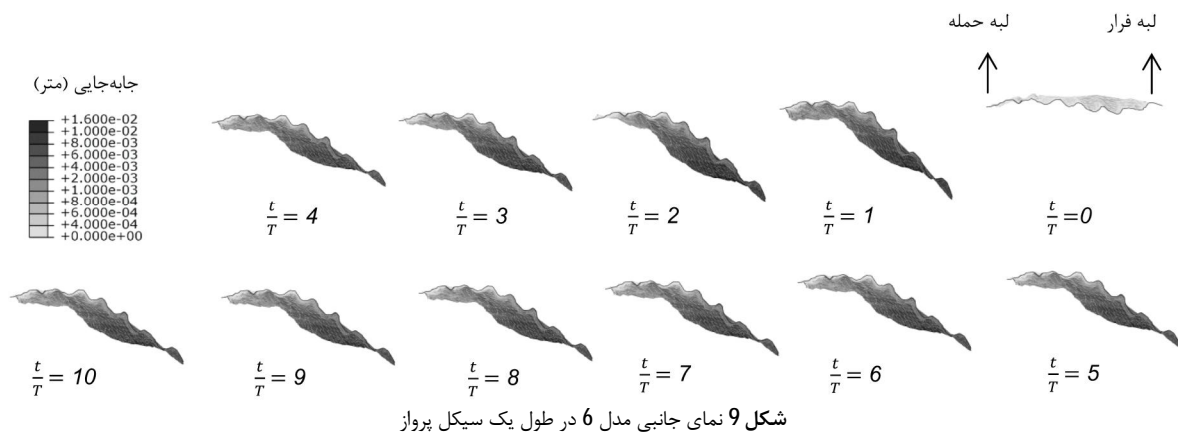 لبه فرار
لبه حمله
جابه‌جایی (متر)
+1.600e-02
+1.000e-02
+8.000e-03
+6.000e-03
+4.000e-03
+2.000e-03
+1.000e-03
+8.000e-04
+6.000e-04
+4.000e-04
+0.000e+00
t/T =0
t/T = 1
t/T = 2
t/T = 3
t/T = 4
t/T = 5
t/T = 6
t/T = 7
t/T = 8
t/T = 9
t/T = 10
شکل 9 نمای جانبی مدل 6 در طول یک سیکل پرواز